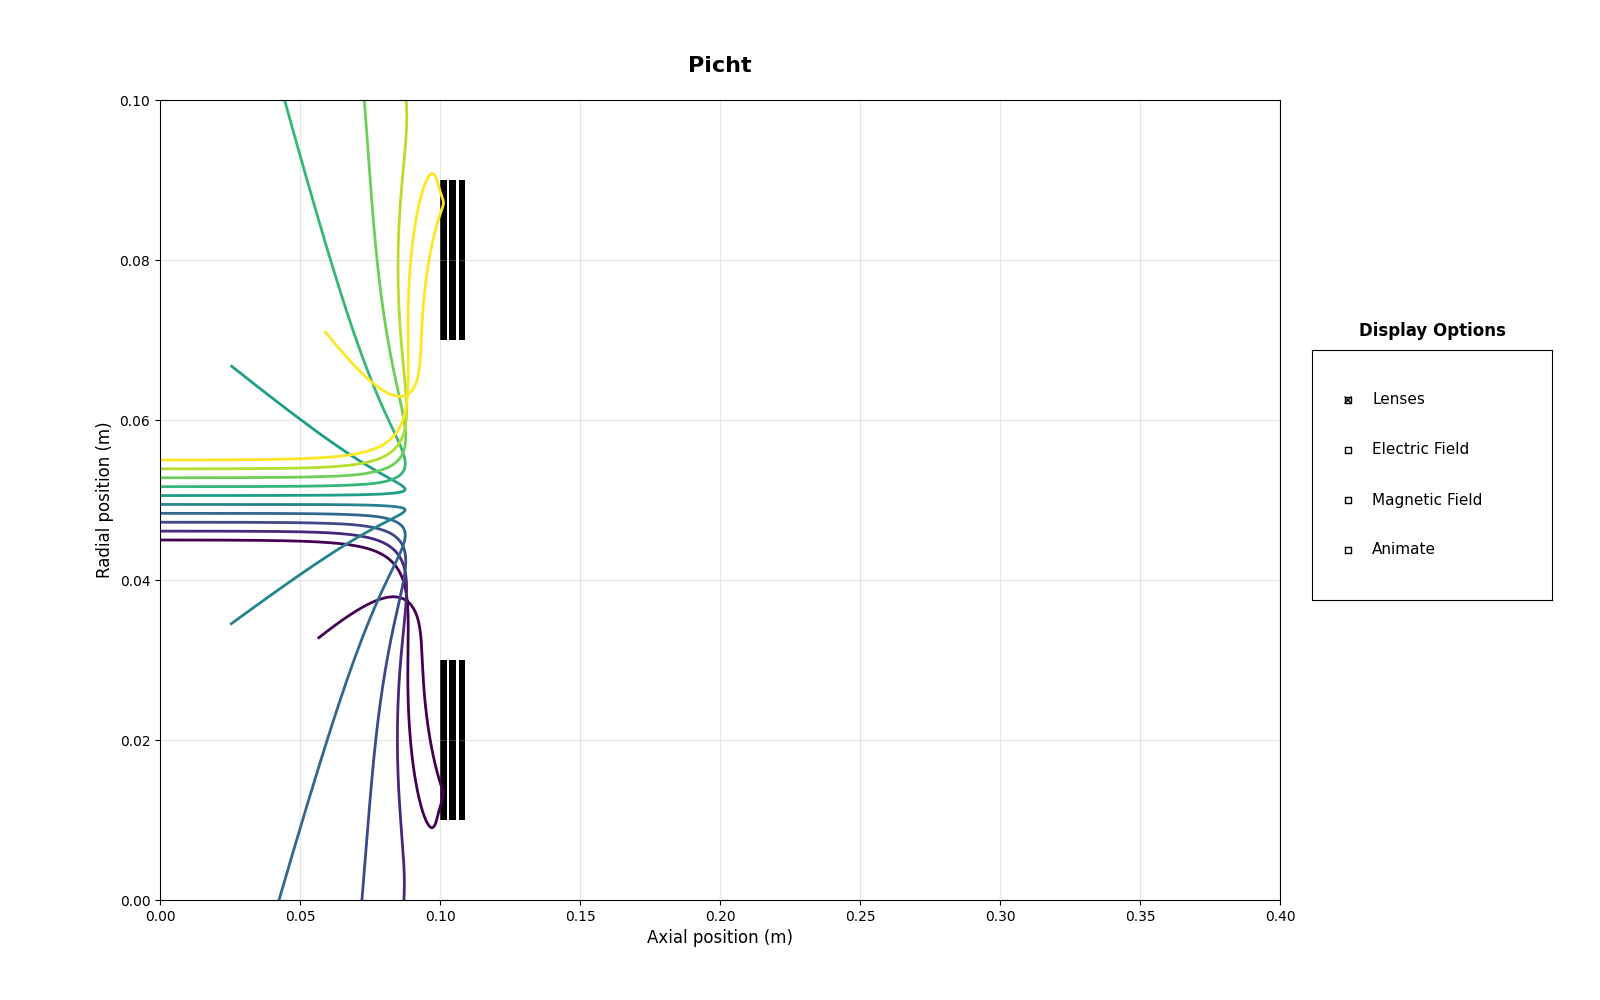 Picht
0.10
0.08
0.06
0.04
0.02
0.00
Radial position (m)
0.00 0.05 0.10 0.15 0.20 0.25 0.30 0.35 0.40
Axial position (m)
Display Options
Lenses
Electric Field
Magnetic Field
Animate